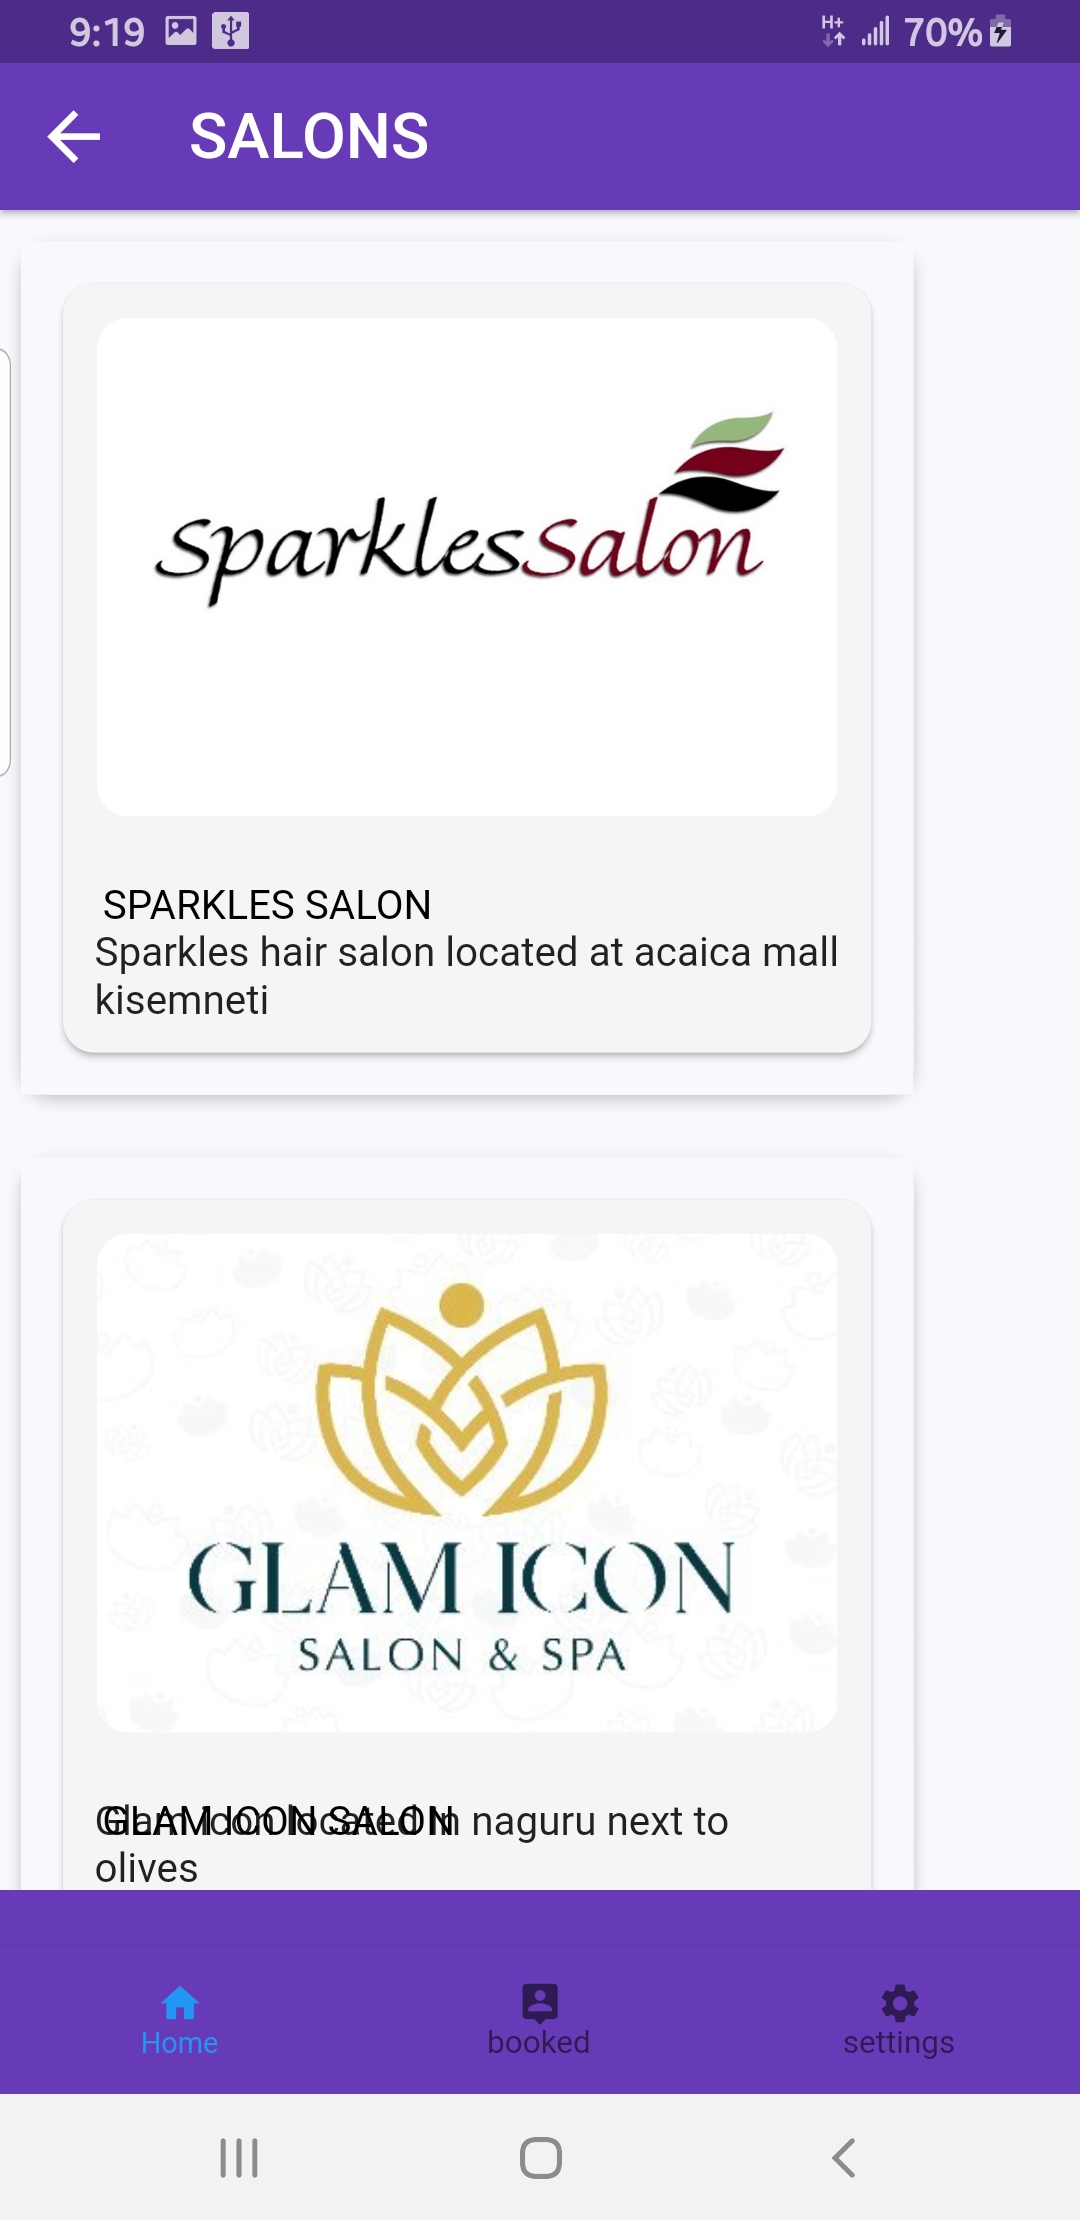 9:19 H+ 70%
SALONS
sparklessalon
SPARKLES SALON
Sparkles hair salon located at acaica mall
kisemneti
GLAM ICON
SALON & SPA
GLAM ICON SALON
Glam icon located in naguru next to
olives
Home booked settings